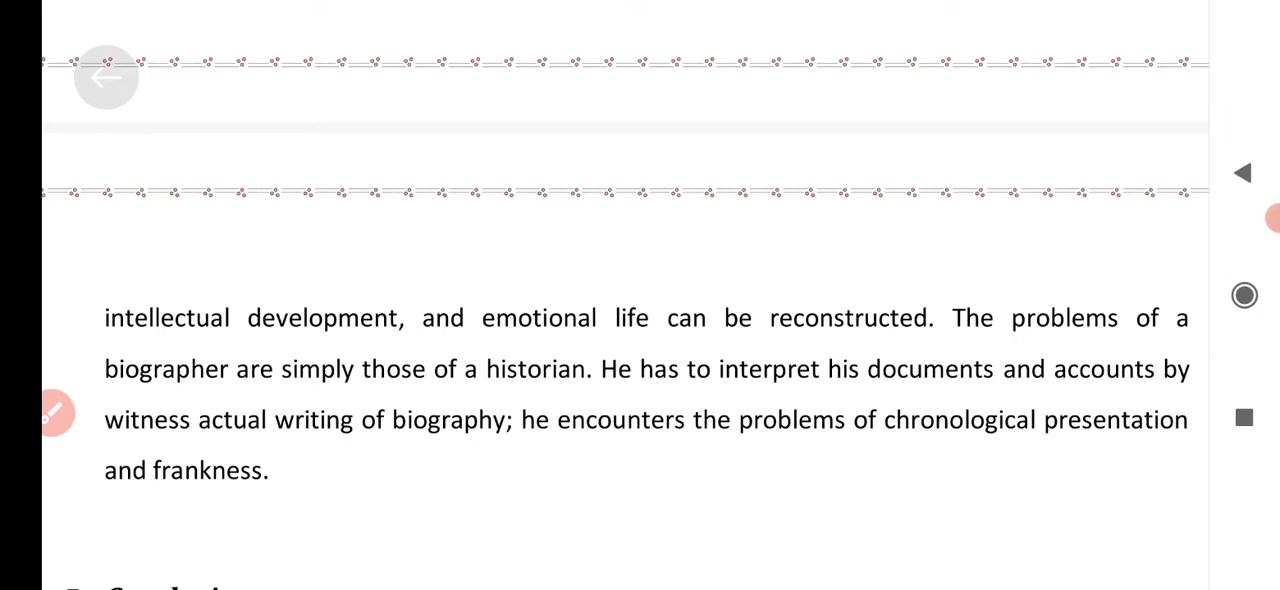 intellectual development, and emotional life can be reconstructed. The problems of a
biographer are simply those of a historian. He has to interpret his documents and accounts by
witness actual writing of biography; he encounters the problems of chronological presentation
and frankness.